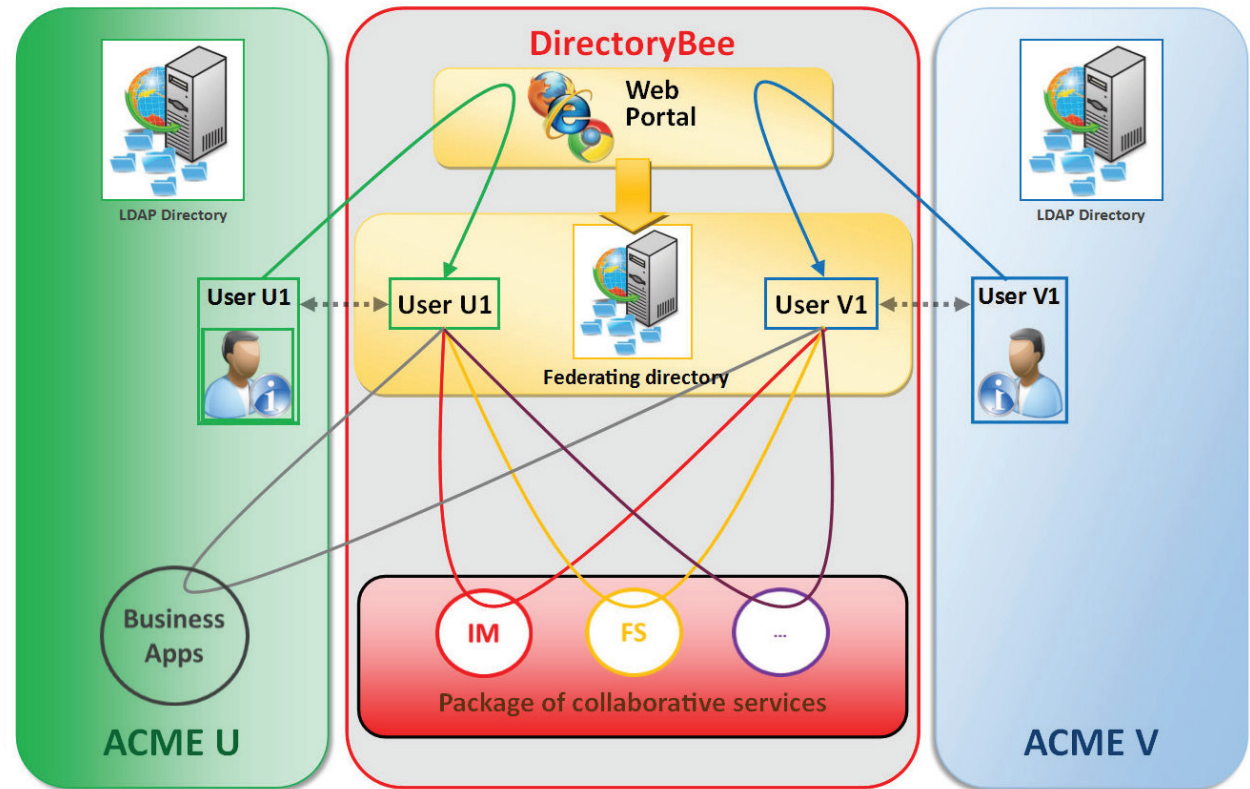 DirectoryBee
Web
Portal
LDAP Directory
LDAP Directory
User U1
User U1
User V1
User V1
Federating directory
Business
Apps
IM
FS
...
Package of collaborative services
ACME U
ACME V